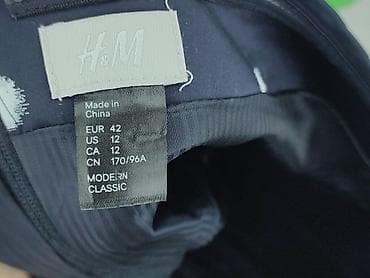 H&M
Made in
China
EUR 42
US 12
CA 12
CN 170/96A
MODERN
CLASSIC